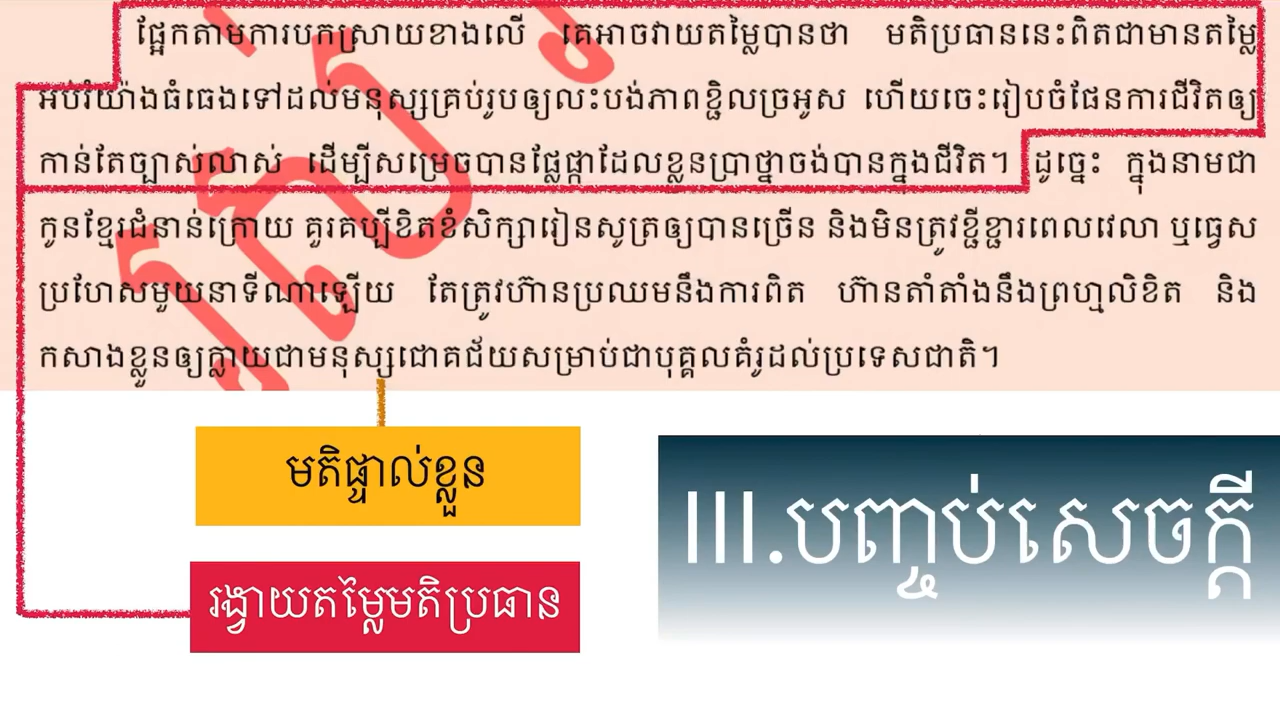 ផ្អែកតាមការបកស្រាយខាងលើ គេអាចវាយតម្លៃបានថា មតិប្រធាននេះពិតជាមានតម្លៃ
អប់រំយ៉ាងធំធេងទៅដល់មនុស្សគ្រប់រូបឲ្យលះបង់ភាពខ្ជិលច្រអូស ហើយចេះរៀបចំផែនការជីវិតឲ្យ
កាន់តែច្បាស់លាស់ ដើម្បីសម្រេចបានផ្លែផ្កាដែលខ្លួនប្រាថ្នាចង់បានក្នុងជីវិត។ ដូច្នេះ ក្នុងនាមជា
កូនខ្មែរជំនាន់ក្រោយ គួរគប្បីខិតខំសិក្សារៀនសូត្រឲ្យបានច្រើន និងមិនត្រូវខ្ជីខ្ជារពេលវេលា ឬធ្វេស
ប្រហែសមួយនាទីណាឡើយ តែត្រូវហ៊ានប្រឈមនឹងការពិត ហ៊ានតាំតាំងនឹងព្រហ្មលិខិត និង
កសាងខ្លួនឲ្យក្លាយជាមនុស្សជោគជ័យសម្រាប់ជាបុគ្គលគំរូដល់ប្រទេសជាតិ។
មតិផ្ទាល់ខ្លួន
III.បញ្ចប់សេចក្ដី
រង្វាយតម្លៃមតិប្រធាន